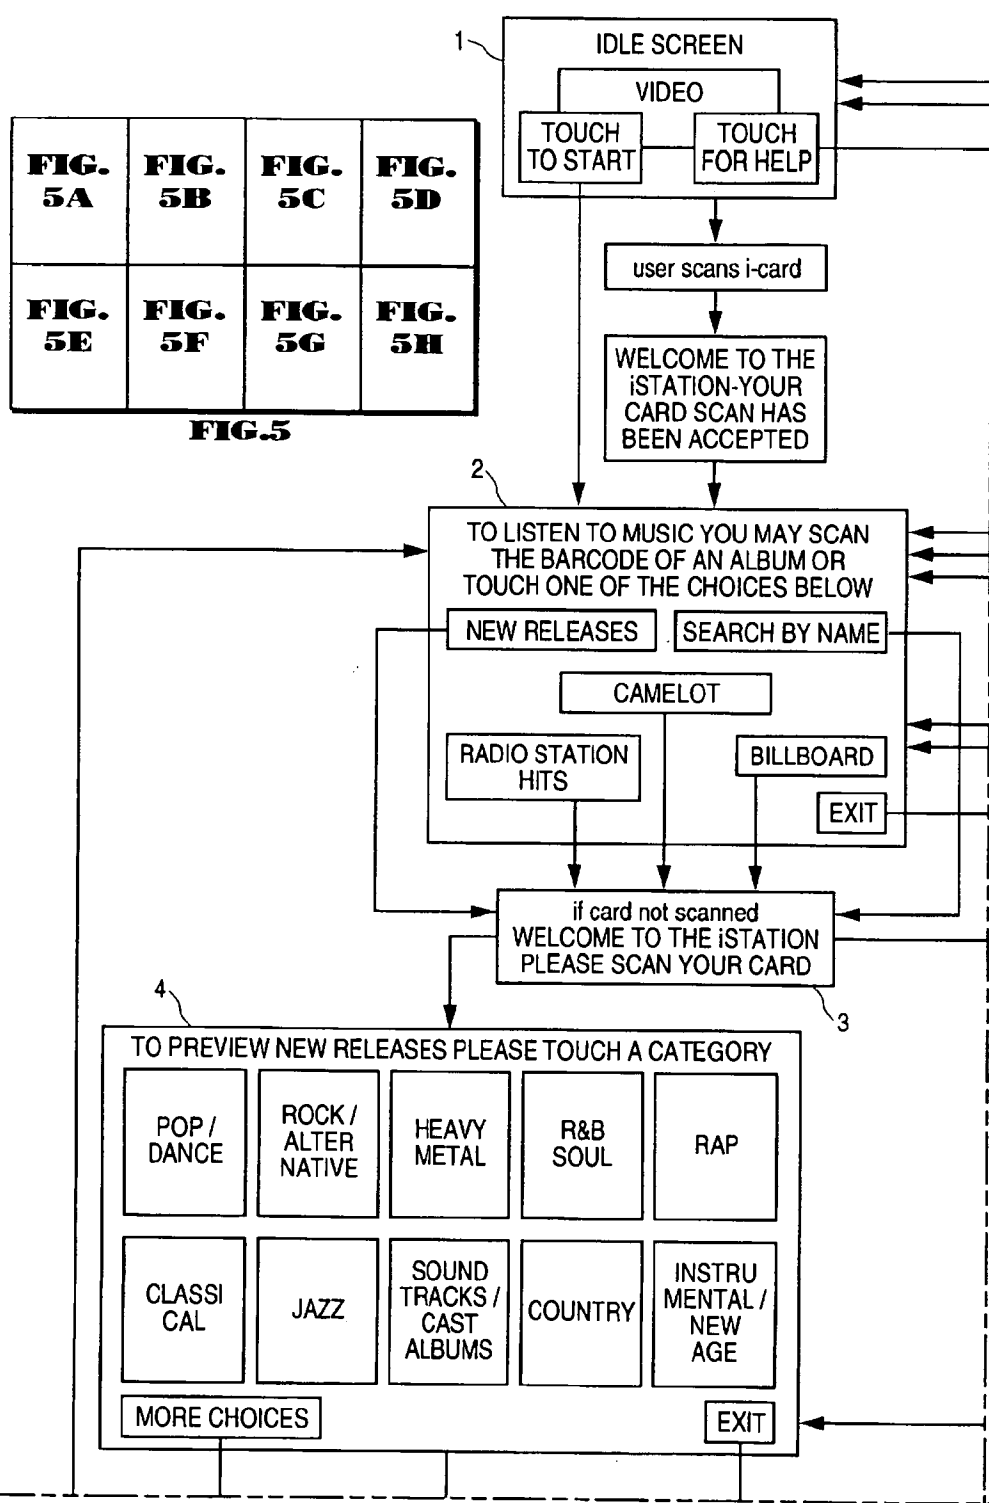 1
IDLE SCREEN
VIDEO
TOUCH
TO START
TOUCH
FOR HELP
FIG.
5A
FIG.
5B
FIG.
5C
FIG.
5D
FIG.
5E
FIG.
5F
FIG.
5G
FIG.
5H
FIG.5
user scans i-card
WELCOME TO THE
iSTATION-YOUR
CARD SCAN HAS
BEEN ACCEPTED
2
TO LISTEN TO MUSIC YOU MAY SCAN
THE BARCODE OF AN ALBUM OR
TOUCH ONE OF THE CHOICES BELOW
NEW RELEASES
SEARCH BY NAME
CAMELOT
RADIO STATION
HITS
BILLBOARD
EXIT
if card not scanned
WELCOME TO THE iSTATION
PLEASE SCAN YOUR CARD
3
4
TO PREVIEW NEW RELEASES PLEASE TOUCH A CATEGORY
POP /
DANCE
ROCK /
ALTER
NATIVE
HEAVY
METAL
R&B
SOUL
RAP
CLASSI
CAL
JAZZ
SOUND
TRACKS /
CAST
ALBUMS
COUNTRY
INSTRU
MENTAL /
NEW
AGE
MORE CHOICES
EXIT